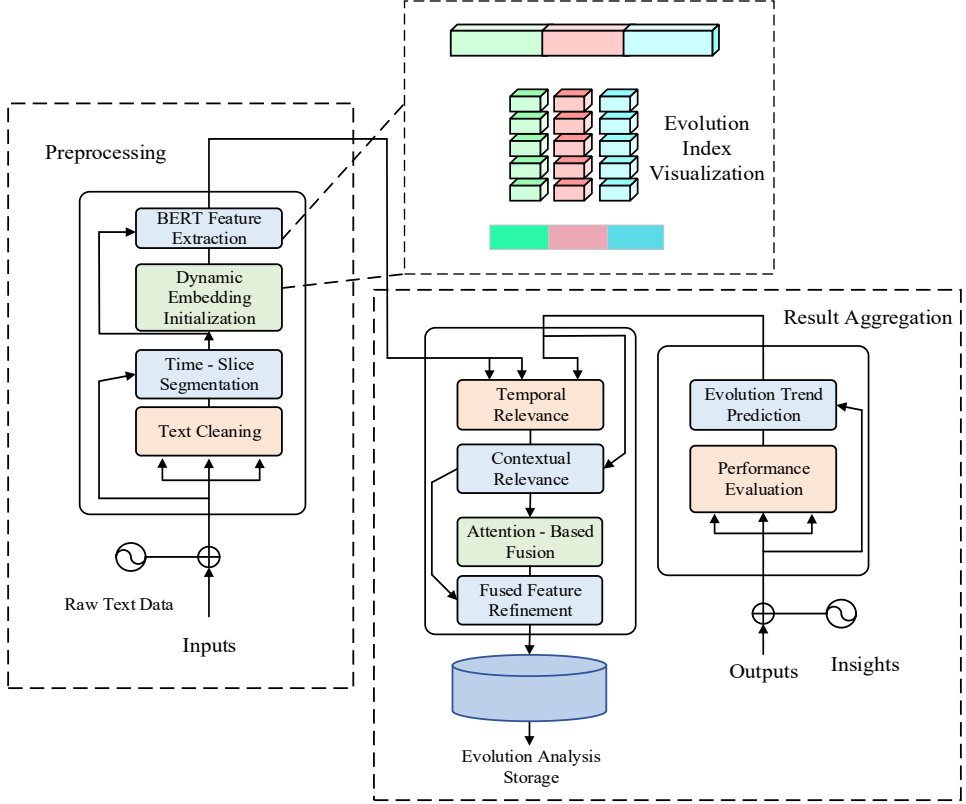 Preprocessing
BERT Feature
Extraction
Dynamic
Embedding
Initialization
Time - Slice
Segmentation
Text Cleaning
Raw Text Data
Inputs
Evolution
Index
Visualization
Result Aggregation
Temporal
Relevance
Contextual
Relevance
Attention - Based
Fusion
Fused Feature
Refinement
Evolution Analysis
Storage
Evolution Trend
Prediction
Performance
Evaluation
Outputs
Insights